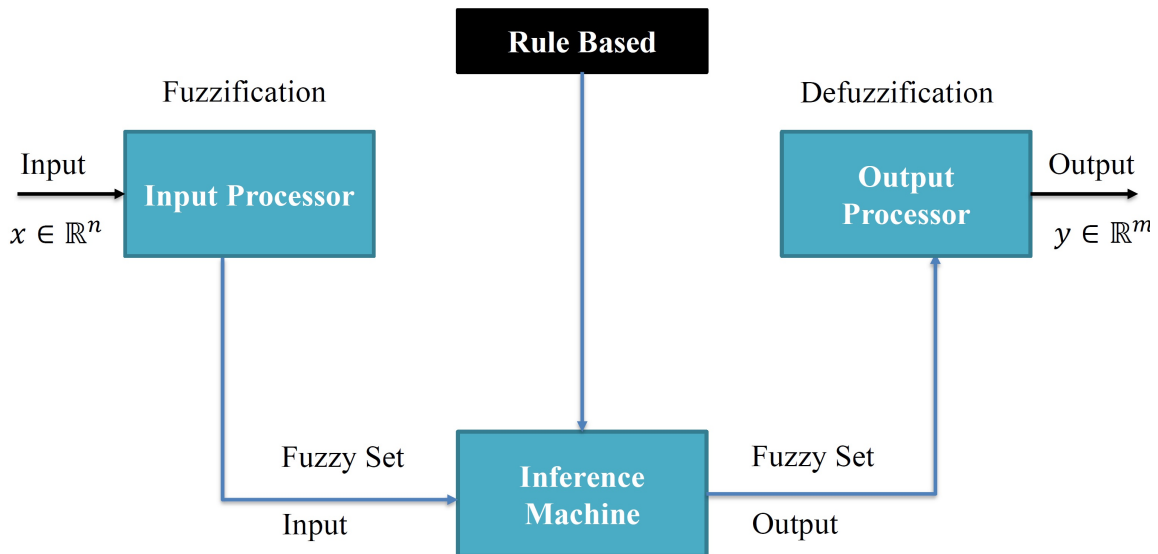 Rule Based
Fuzzification
Defuzzification
Input
Input Processor
Output
Processor
Output
x ∈ ℝⁿ
y ∈ ℝᵐ
Fuzzy Set
Inference
Machine
Fuzzy Set
Input
Output